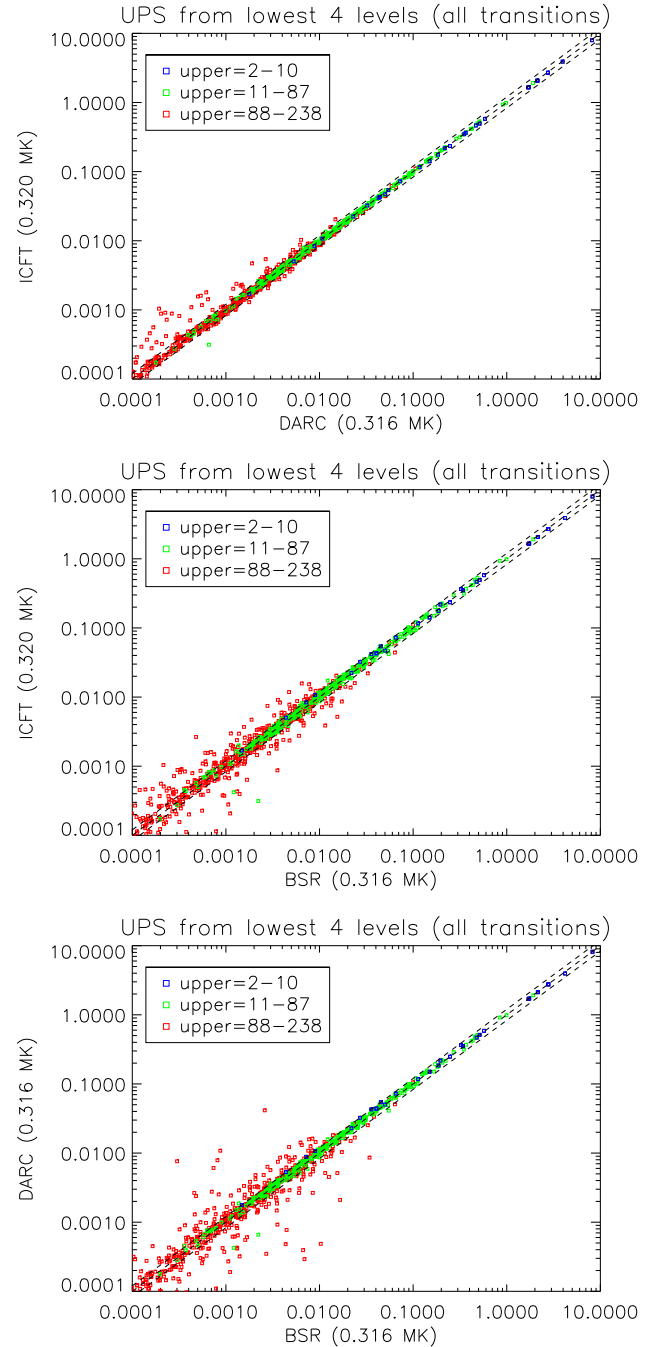 UPS from lowest 4 levels (all transitions)
10.0000
upper=2-10
upper=11-87
upper=88-238
1.0000
0.1000
0.0100
0.0010
0.0001
ICFT (0.320 MK)
0.0001 0.0010 0.0100 0.1000 1.0000 10.0000
DARC (0.316 MK)
UPS from lowest 4 levels (all transitions)
10.0000
upper=2-10
upper=11-87
upper=88-238
1.0000
0.1000
0.0100
0.0010
0.0001
ICFT (0.320 MK)
0.0001 0.0010 0.0100 0.1000 1.0000 10.0000
BSR (0.316 MK)
UPS from lowest 4 levels (all transitions)
10.0000
upper=2-10
upper=11-87
upper=88-238
1.0000
0.1000
0.0100
0.0010
0.0001
DARC (0.316 MK)
0.0001 0.0010 0.0100 0.1000 1.0000 10.0000
BSR (0.316 MK)